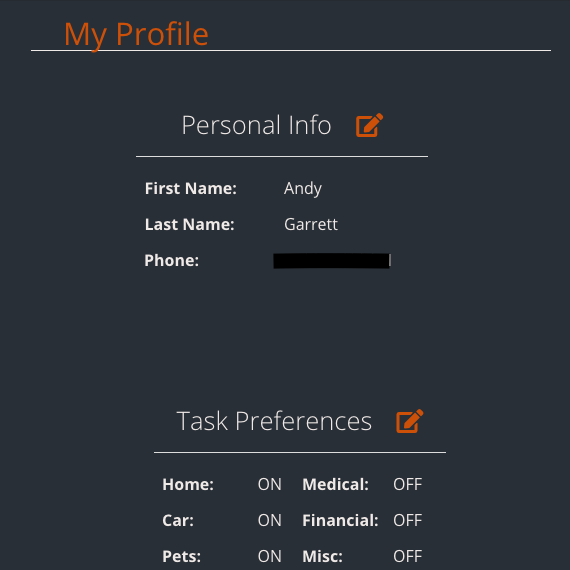 My Profile
Personal Info
First Name: Andy
Last Name: Garrett
Phone:
Task Preferences
Home: ON Medical: OFF
Car: ON Financial: OFF
Pets: ON Misc: OFF